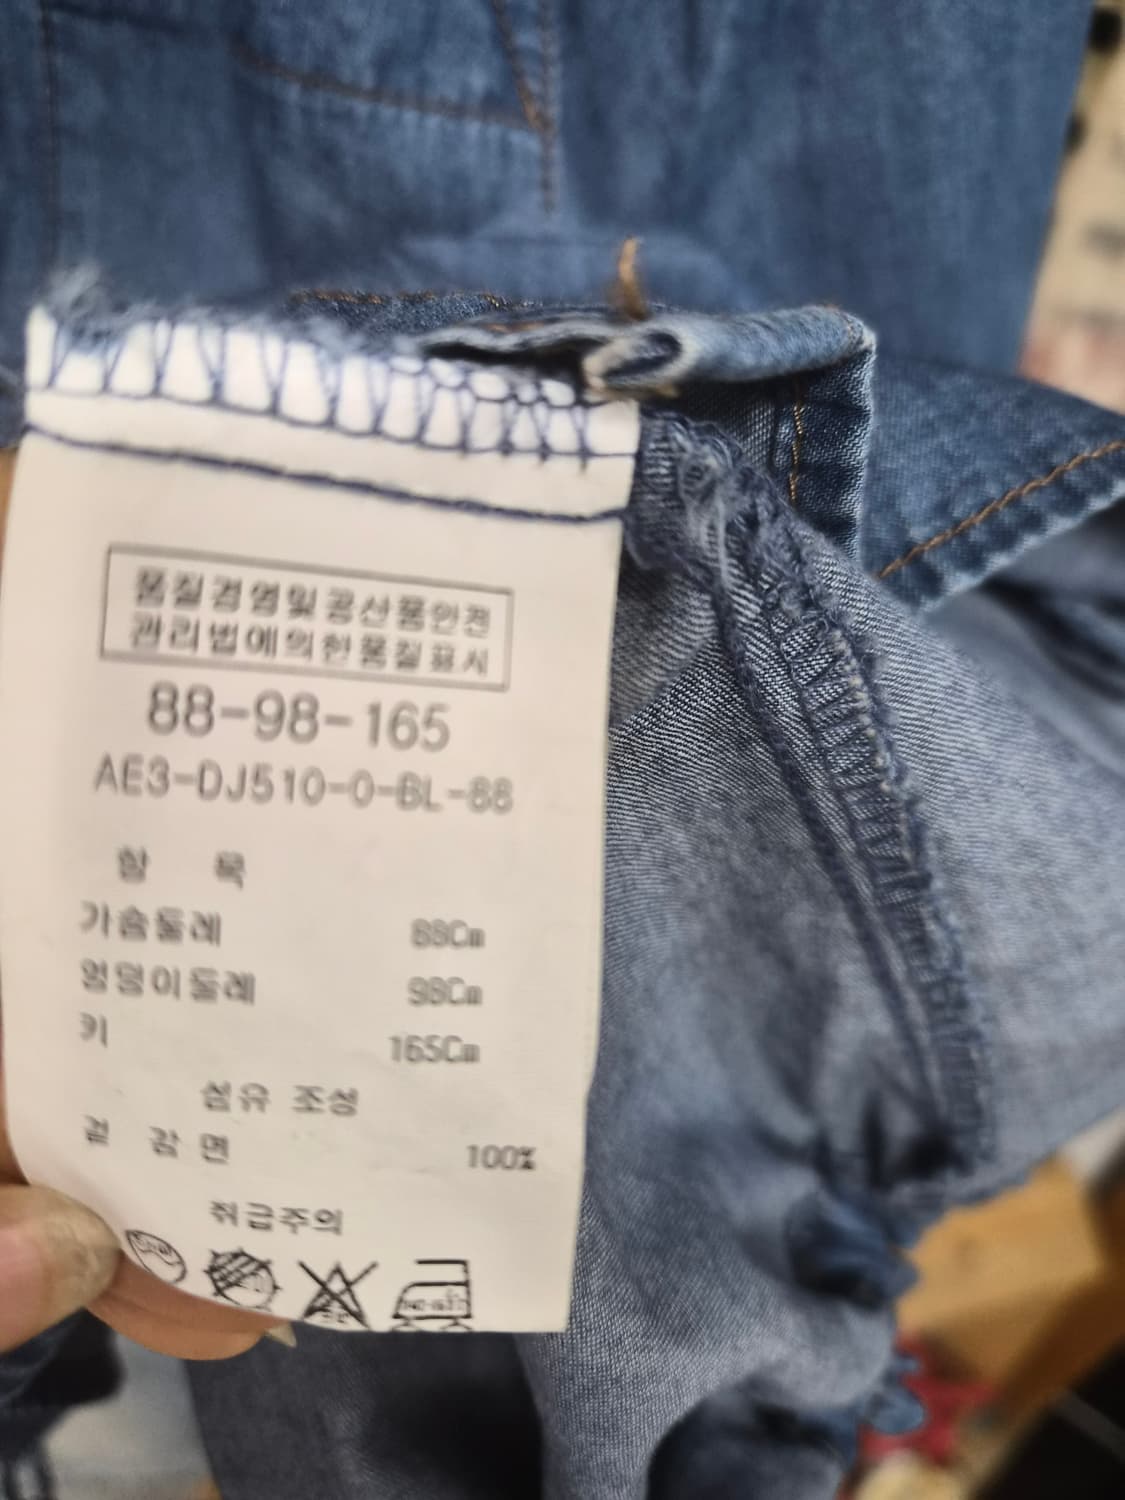 품질경영및공산품안전
관리법에의한품질표시
88-98-165
AE3-DJ510-0-BL-88
항 목
가슴둘레 88Cm
엉덩이둘레 98Cm
키 165Cm
섬유 조성
겉 감 면 100%
취급주의